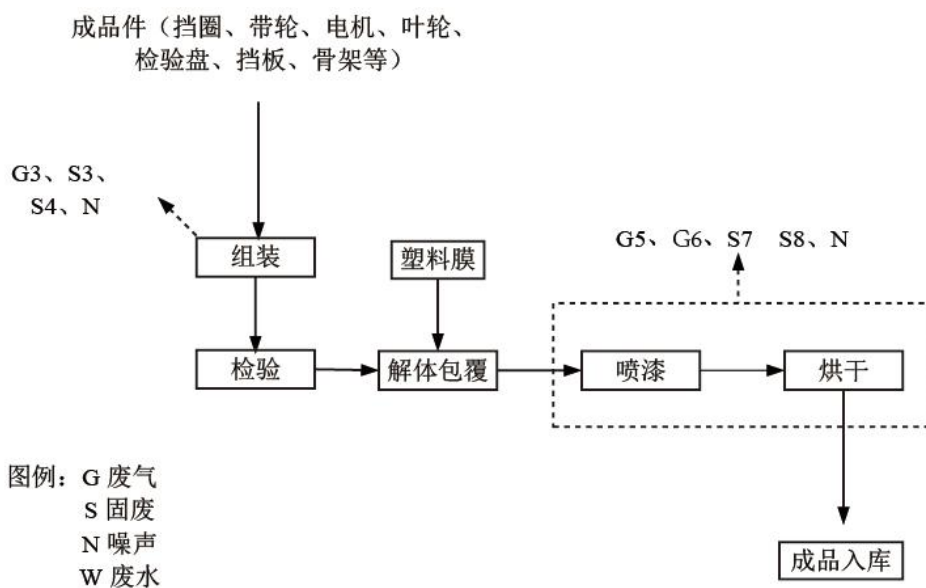 成品件（挡圈、带轮、电机、叶轮、
检验盘、挡板、骨架等）
G3、S3、
S4、N
组装
塑料膜
G5、G6、S7 S8、N
检验
解体包覆
喷漆
烘干
图例：G 废气
S 固废
N 噪声
W 废水
成品入库